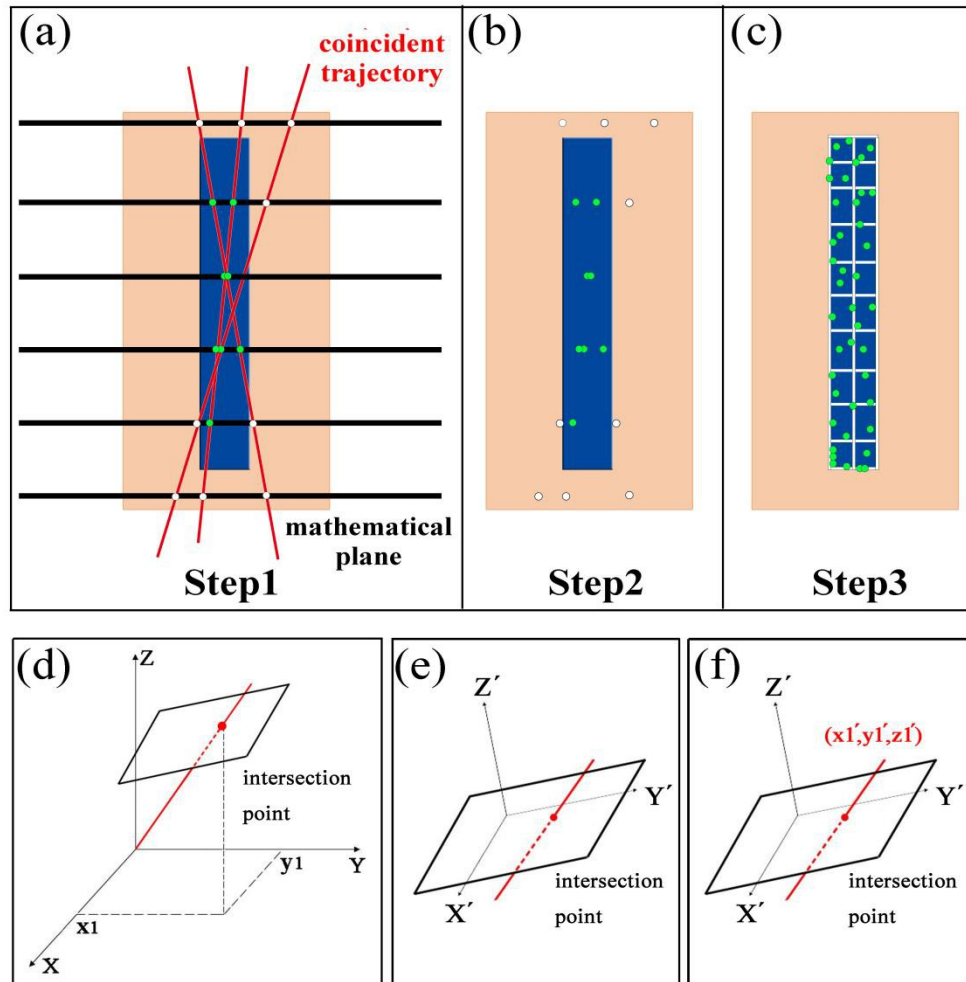 (a)
coincident
trajectory
mathematical
plane
Step1
(b)
Step2
(c)
Step3
(d)
Z
intersection
point
y1
Y
x1
X
(e)
Z′
Y′
intersection
point
X′
(f)
Z′
(x1′,y1′,z1′)
Y′
intersection
point
X′